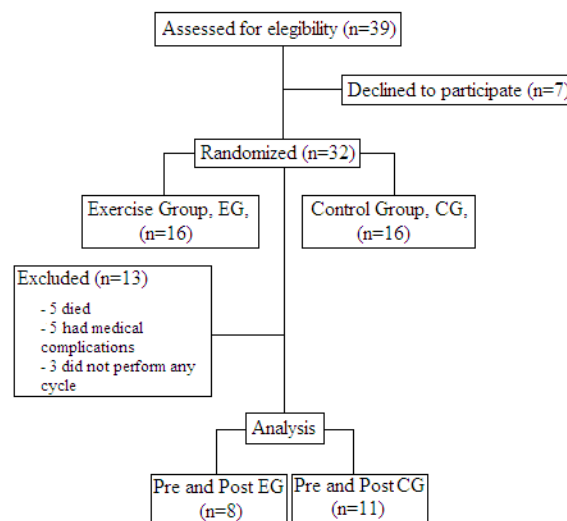 Assessed for elegibility (n=39)
Declined to participate (n=7)
Randomized (n=32)
Exercise Group, EG,
(n=16)
Control Group, CG,
(n=16)
Excluded (n=13)
- 5 died
- 5 had medical
complications
- 3 did not perform any
cycle
Analysis
Pre and Post EG
(n=8)
Pre and Post CG
(n=11)